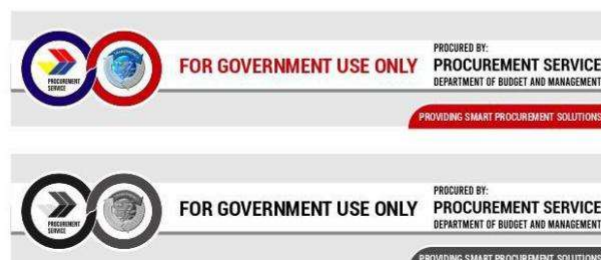 PROCUREMENT
SERVICE
FOR GOVERNMENT USE ONLY
PROCURED BY:
PROCUREMENT SERVICE
DEPARTMENT OF BUDGET AND MANAGEMENT
PROVIDING SMART PROCUREMENT SOLUTIONS
PROCUREMENT
SERVICE
FOR GOVERNMENT USE ONLY
PROCURED BY:
PROCUREMENT SERVICE
DEPARTMENT OF BUDGET AND MANAGEMENT
PROVIDING SMART PROCUREMENT SOLUTIONS